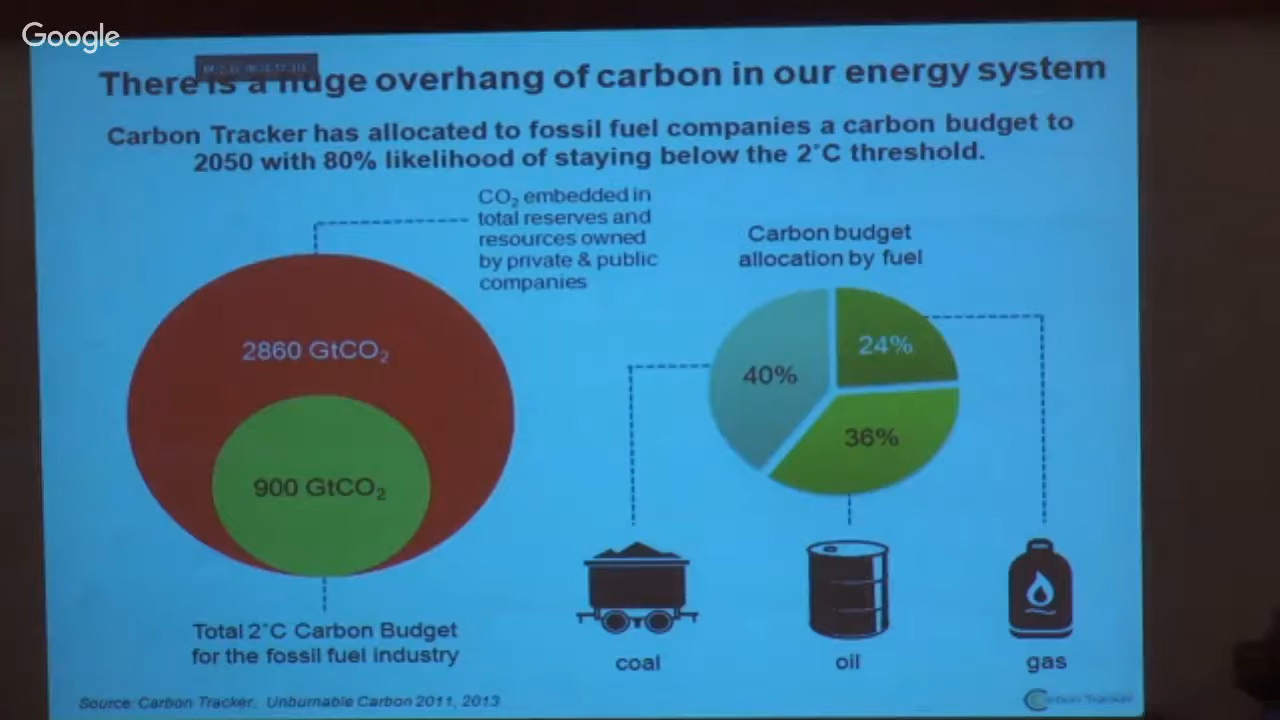 Google
There is a huge overhang of carbon in our energy system
Carbon Tracker has allocated to fossil fuel companies a carbon budget to
2050 with 80% likelihood of staying below the 2˚C threshold.
CO₂ embedded in
total reserves and
resources owned
by private & public
companies
2860 GtCO₂
900 GtCO₂
Total 2˚C Carbon Budget
for the fossil fuel industry
Carbon budget
allocation by fuel
24%
40%
36%
coal
oil
gas
Source: Carbon Tracker, Unburnable Carbon 2011, 2013
Carbon Tracker